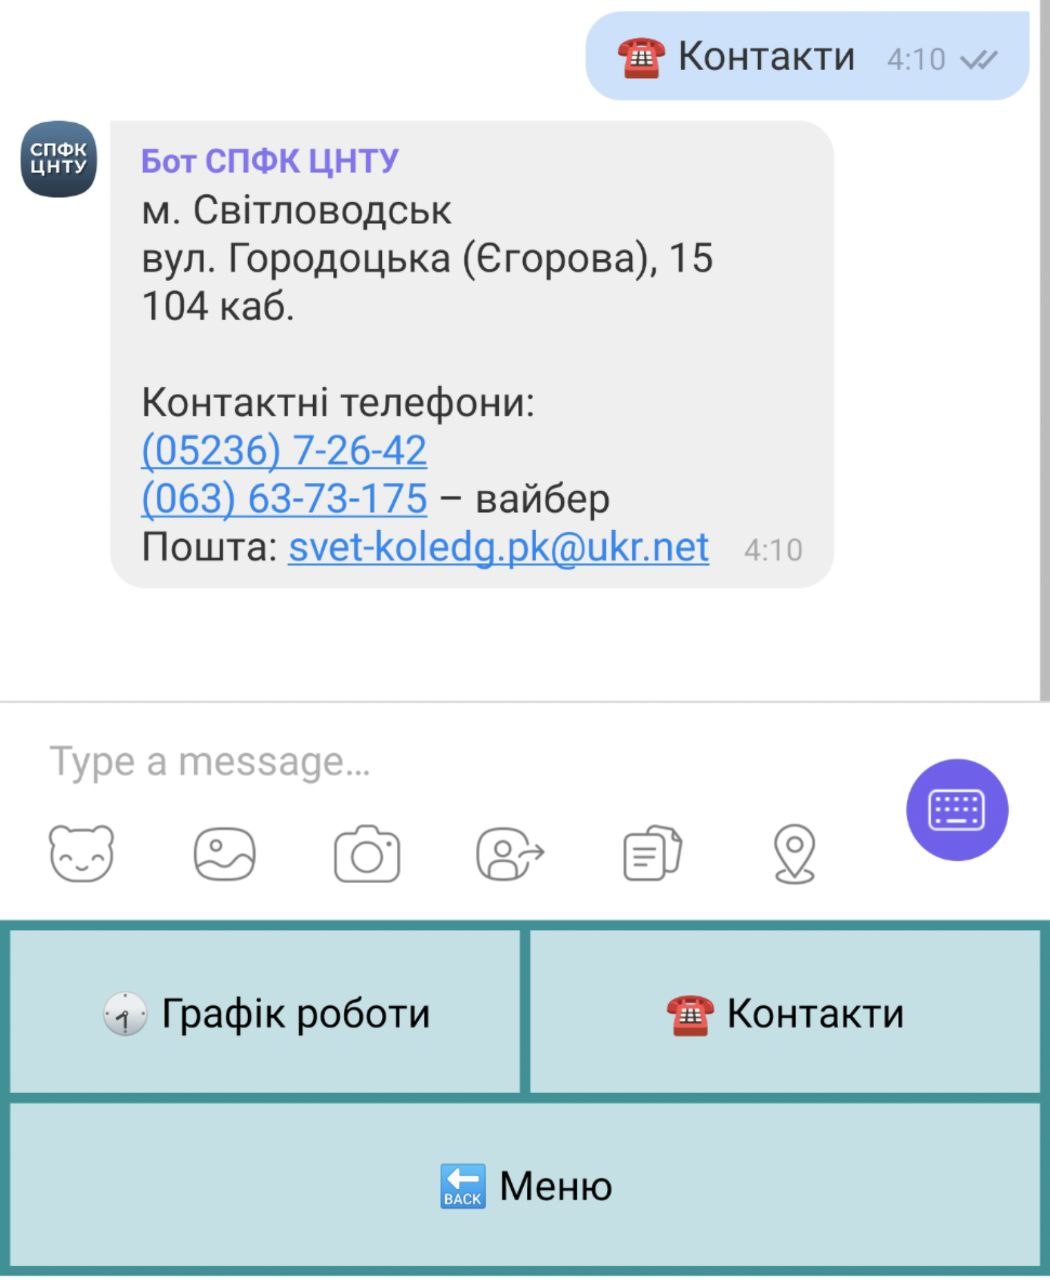 ☎️ Контакти 4:10
СПФК
ЦНТУ
Бот СПФК ЦНТУ
м. Світловодськ
вул. Городоцька (Єгорова), 15
104 каб.
Контактні телефони:
(05236) 7-26-42
(063) 63-73-175 – вайбер
Пошта: svet-koledg.pk@ukr.net 4:10
Type a message...
Графік роботи
☎️ Контакти
BACK Меню